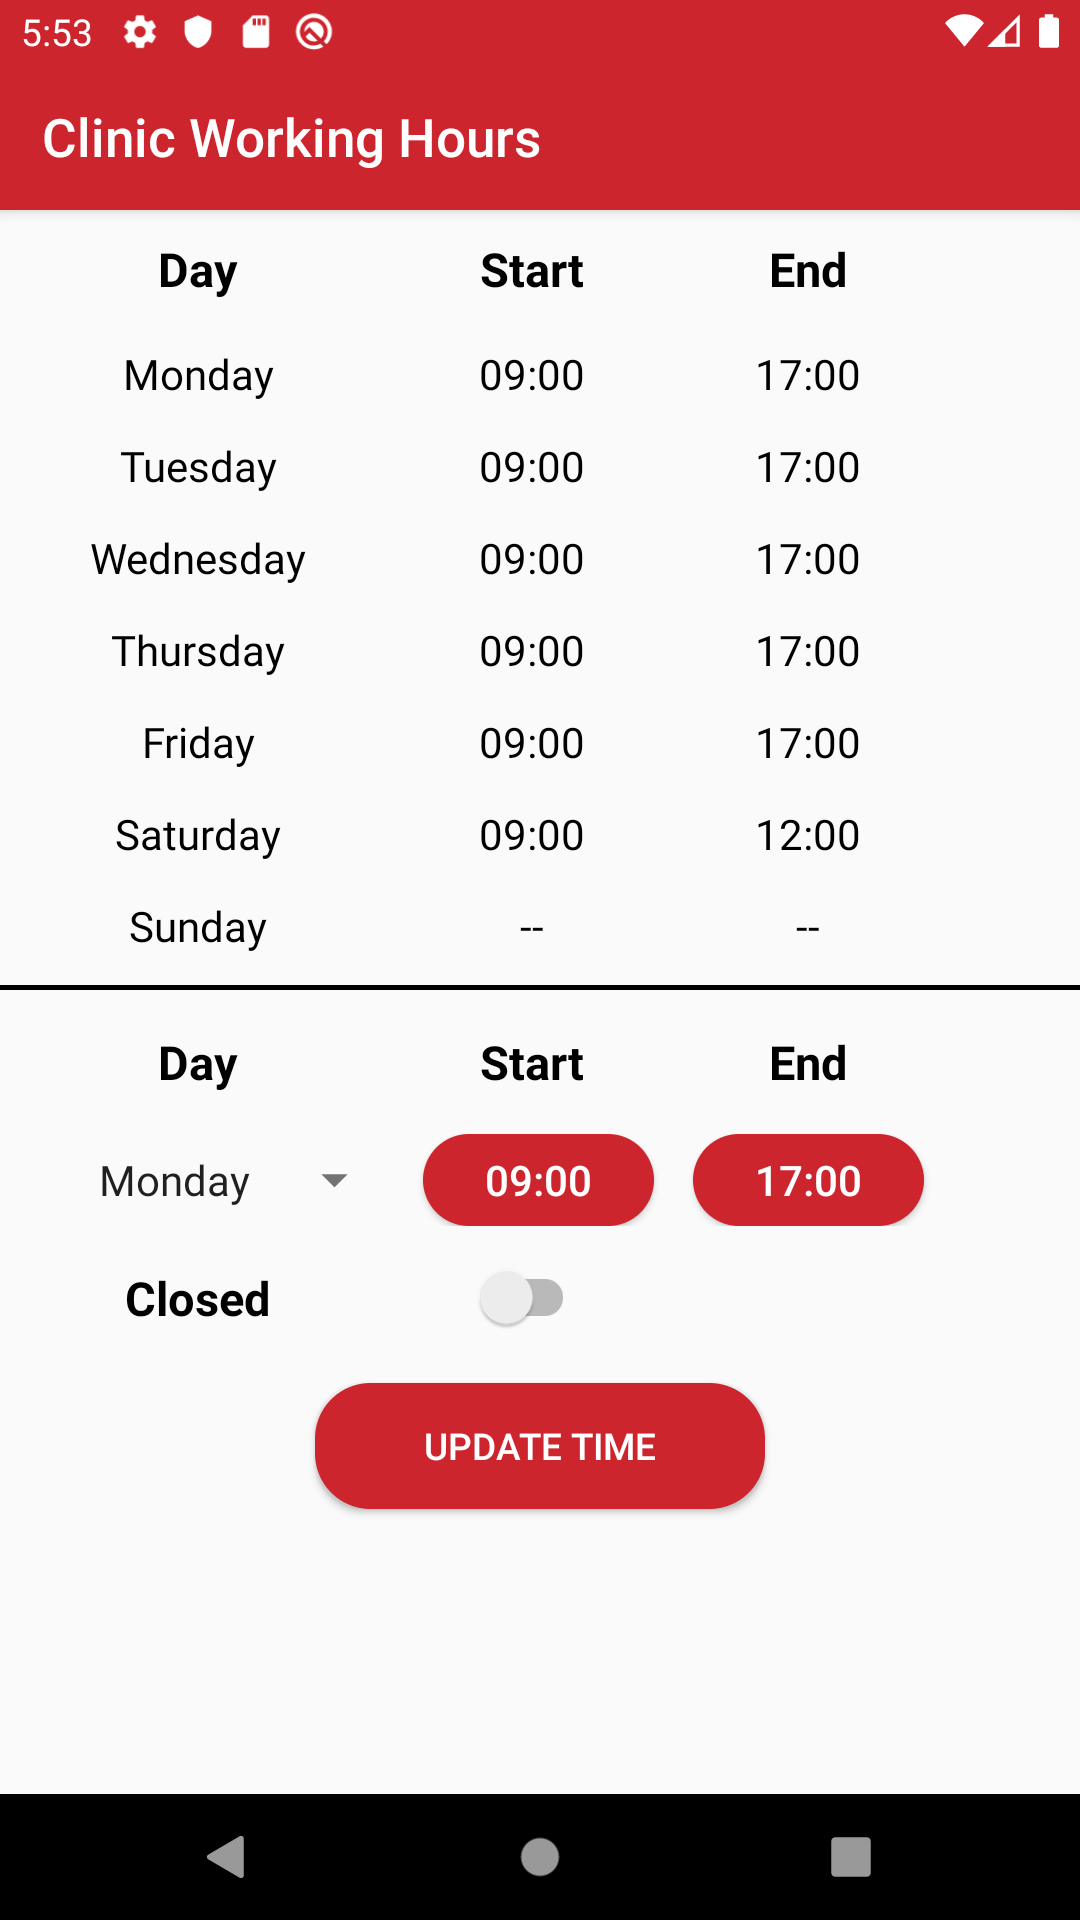 5:53
Clinic Working Hours
Day Start End
Monday 09:00 17:00
Tuesday 09:00 17:00
Wednesday 09:00 17:00
Thursday 09:00 17:00
Friday 09:00 17:00
Saturday 09:00 12:00
Sunday -- --
Day Start End
Monday 09:00 17:00
Closed
UPDATE TIME